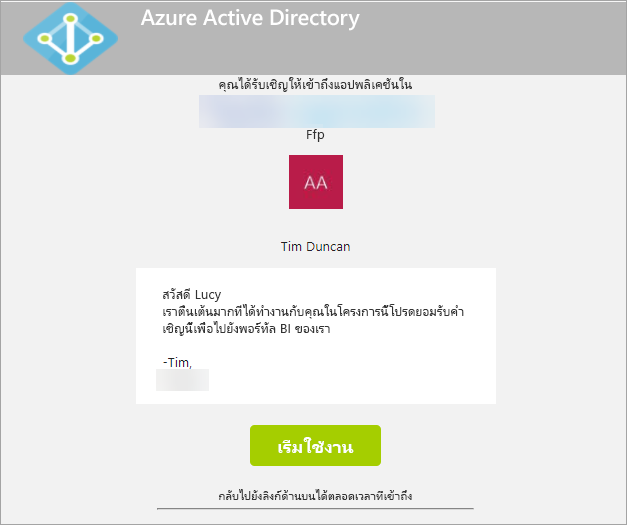 Azure Active Directory
คุณได้รับเชิญให้เข้าถึงแอปพลิเคชันใน
Ffp
AA
Tim Duncan
สวัสดี Lucy
เราตื่นเต้นมากที่ได้ทำงานกับคุณในโครงการนี้โปรดยอมรับคำ
เชิญนี้เพื่อไปยังพอร์ทัล BI ของเรา
-Tim,
เริ่มใช้งาน
กลับไปยังลิงก์ด้านบนได้ตลอดเวลาที่เข้าถึง